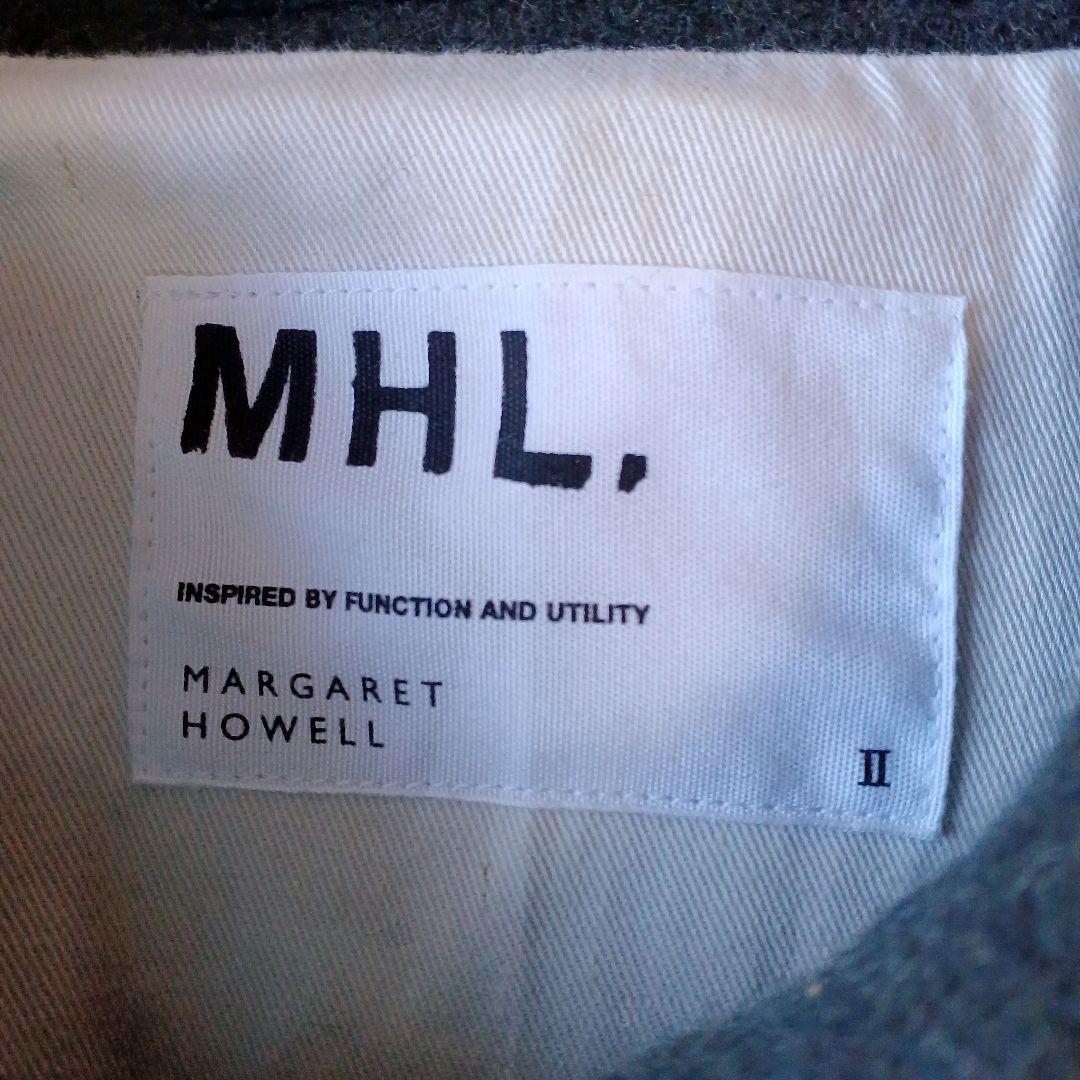 MHL.
INSPIRED BY FUNCTION AND UTILITY
MARGARET
HOWELL
II